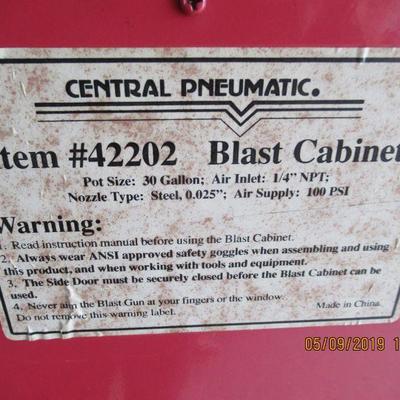 CENTRAL PNEUMATIC.
Item #42202 Blast Cabinet
Pot Size: 30 Gallon; Air Inlet: 1/4" NPT;
Nozzle Type: Steel, 0.025"; Air Supply: 100 PSI
Warning:
1. Read instruction manual before using the Blast Cabinet.
2. Always wear ANSI approved safety goggles when assembling and using
this product, and when working with tools and equipment.
3. The Side Door must be securely closed before the Blast Cabinet can be
used.
4. Never aim the Blast Gun at your fingers or the window.
Do not remove this warning label. Made in China.
05/09/2019 1